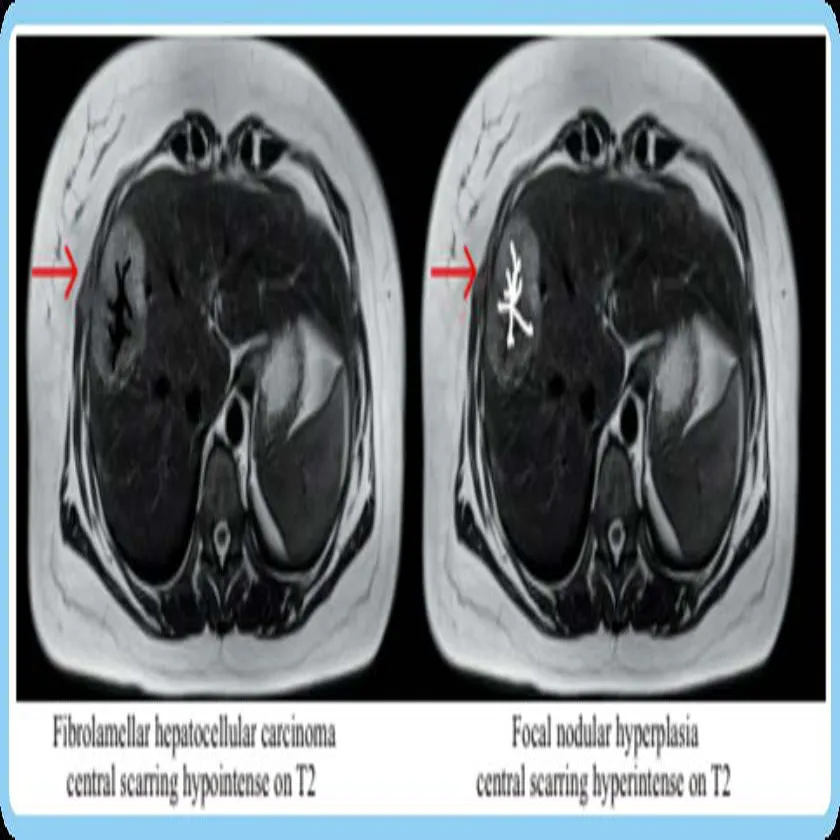 Fibrolamellar hepatocellular carcinoma
central scarring hypointense on T2
Focal nodular hyperplasia
central scarring hyperintense on T2